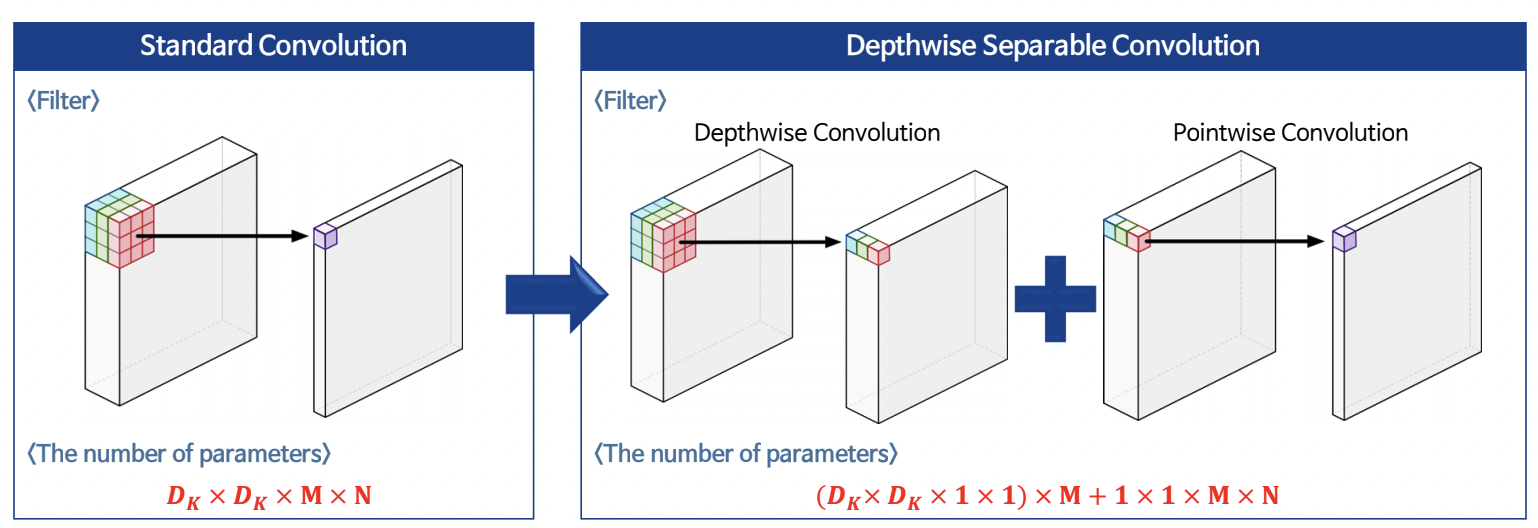 Standard Convolution
〈Filter〉
〈The number of parameters〉
D_K × D_K × M × N
Depthwise Separable Convolution
〈Filter〉
Depthwise Convolution
Pointwise Convolution
〈The number of parameters〉
(D_K × D_K × 1 × 1) × M + 1 × 1 × M × N